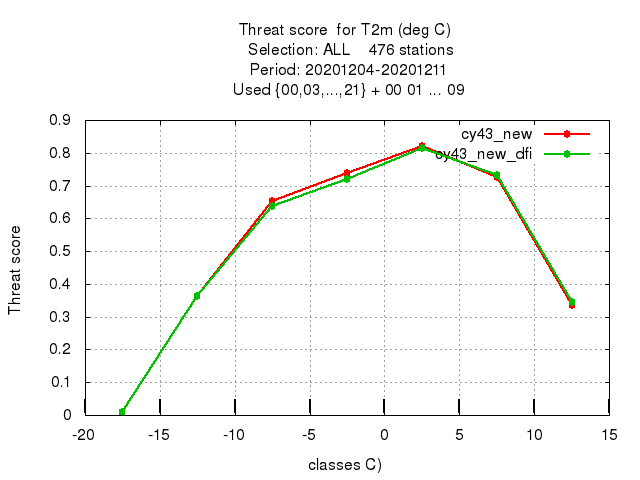 Threat score  for T2m (deg C)
Selection: ALL    476 stations
Period: 20201204-20201211
Used {00,03,...,21} + 00 01 ... 09
0.9
0.8
0.7
0.6
0.5
0.4
0.3
0.2
0.1
0
Threat score
cy43_new
cy43_new_dfi
-20 -15 -10 -5 0 5 10 15
classes C)